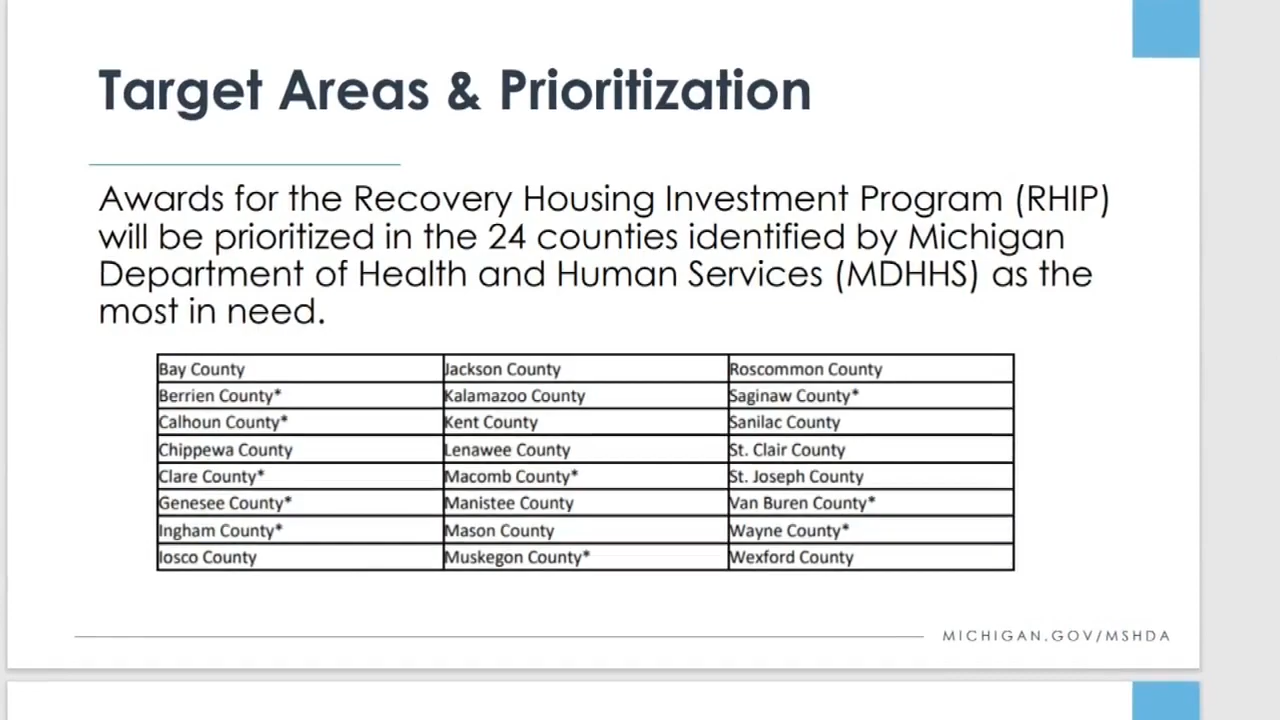 Target Areas & Prioritization
Awards for the Recovery Housing Investment Program (RHIP)
will be prioritized in the 24 counties identified by Michigan
Department of Health and Human Services (MDHHS) as the
most in need.
Bay County Jackson County Roscommon County
Berrien County* Kalamazoo County Saginaw County*
Calhoun County* Kent County Sanilac County
Chippewa County Lenawee County St. Clair County
Clare County* Macomb County* St. Joseph County
Genesee County* Manistee County Van Buren County*
Ingham County* Mason County Wayne County*
Iosco County Muskegon County* Wexford County
MICHIGAN.GOV/MSHDA